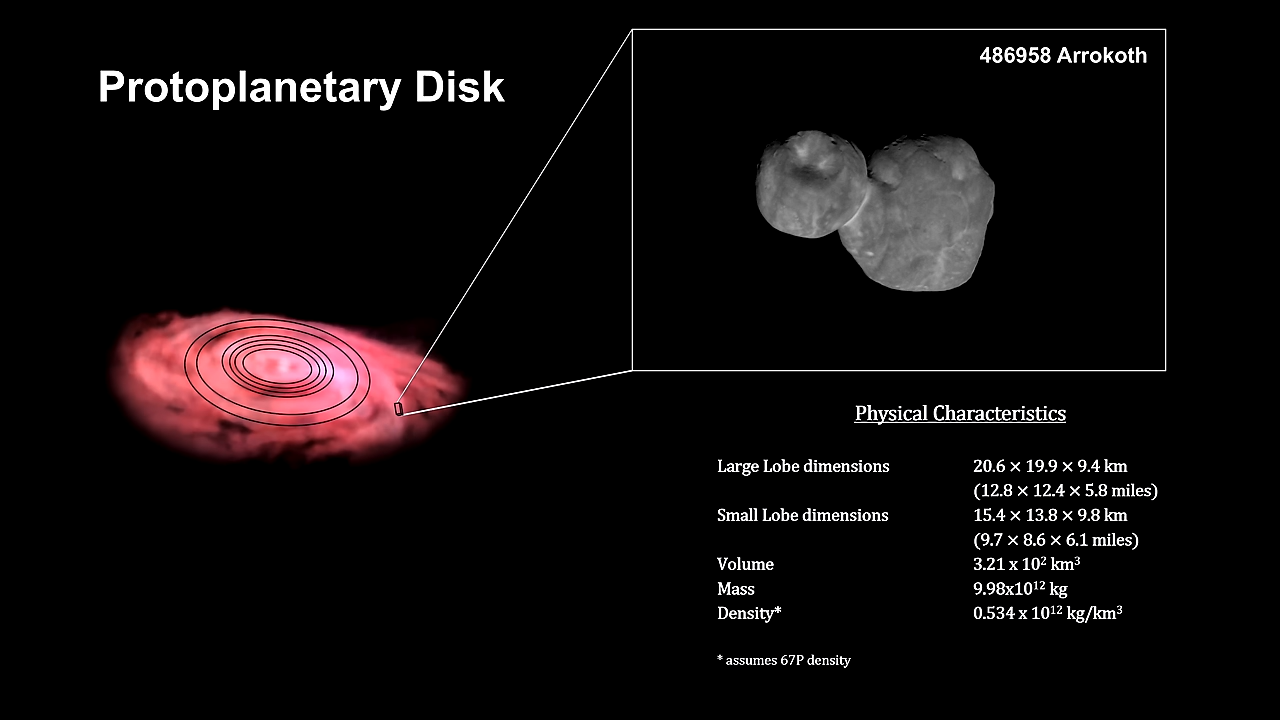 Protoplanetary Disk
486958 Arrokoth
Physical Characteristics
Large Lobe dimensions 20.6 × 19.9 × 9.4 km
(12.8 × 12.4 × 5.8 miles)
Small Lobe dimensions 15.4 × 13.8 × 9.8 km
(9.7 × 8.6 × 6.1 miles)
Volume 3.21 x 10² km³
Mass 9.98x10¹² kg
Density* 0.534 x 10¹² kg/km³
* assumes 67P density